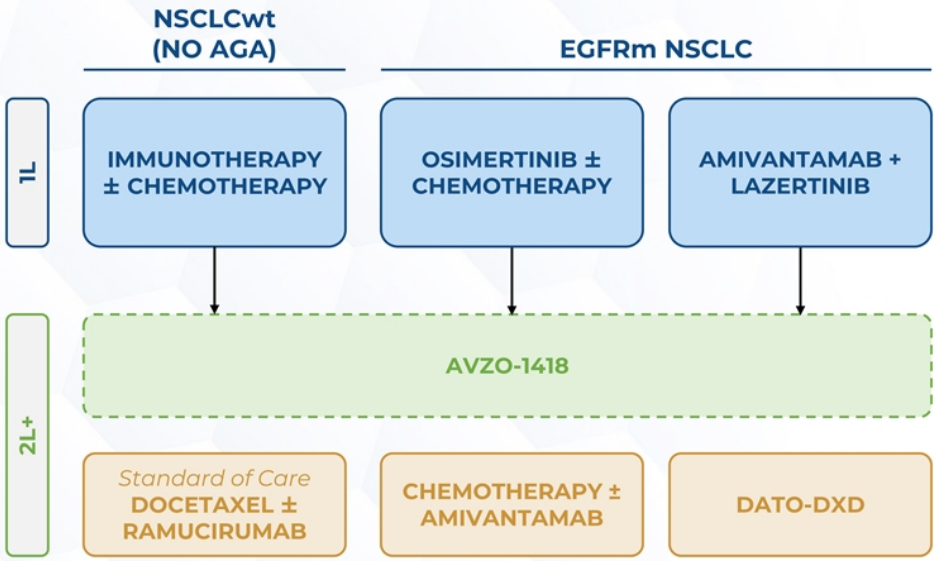 NSCLCwt
(NO AGA)
EGFRm NSCLC
1L
IMMUNOTHERAPY
± CHEMOTHERAPY
OSIMERTINIB ±
CHEMOTHERAPY
AMIVANTAMAB +
LAZERTINIB
2L+
AVZO-1418
Standard of Care
DOCETAXEL ±
RAMUCIRUMAB
CHEMOTHERAPY ±
AMIVANTAMAB
DATO-DXD